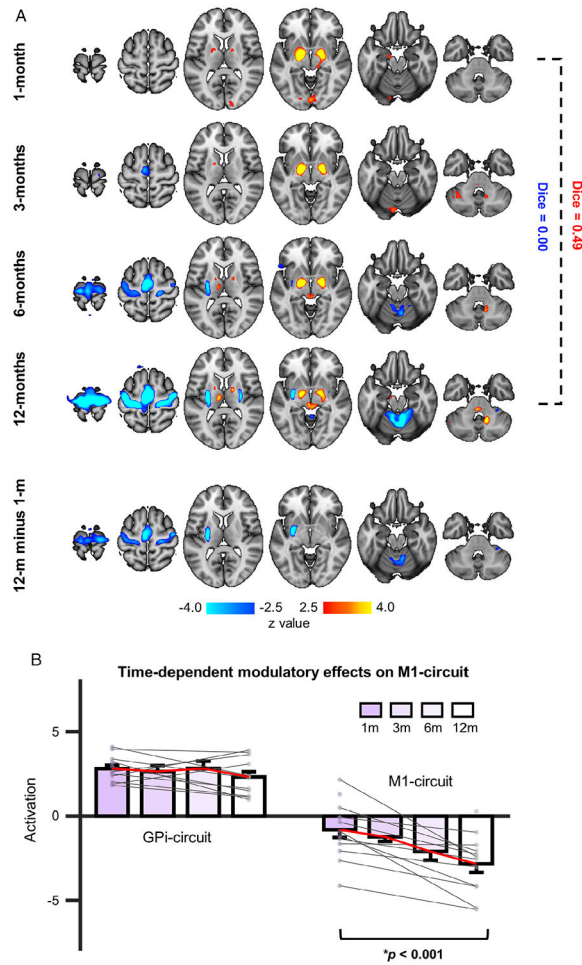 A
1-month
3-months
6-months
12-months
12-m minus 1-m
Dice = 0.00
Dice = 0.49
-4.0
-2.5
2.5
4.0
z value
B
Time-dependent modulatory effects on M1-circuit
1m
3m
6m
12m
M1-circuit
GPi-circuit
Activation
5
0
-5
*p < 0.001